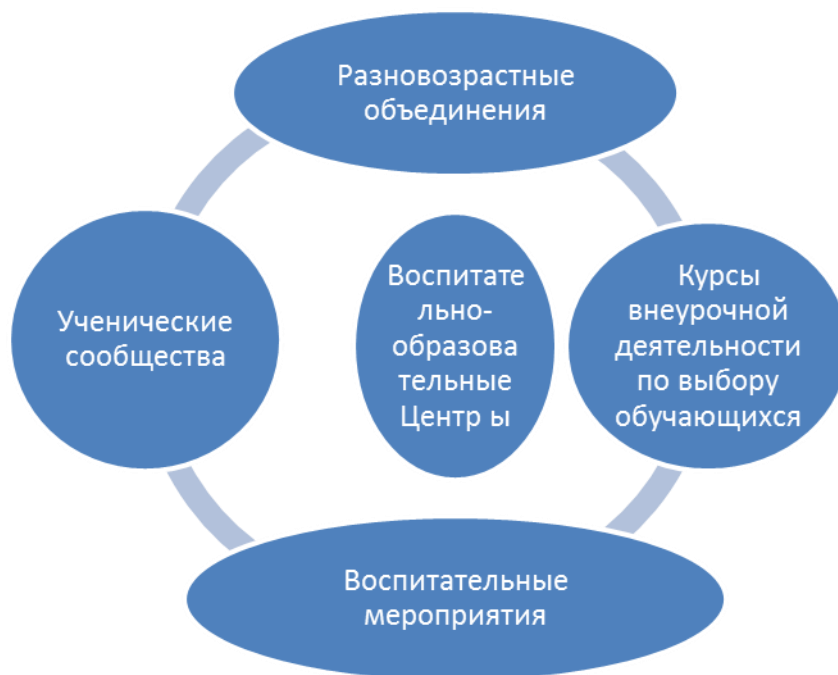 Разновозрастные
объединения
Ученические
сообщества
Воспитате
льно-
образова
тельные
Центр ы
Курсы
внеурочной
деятельности
по выбору
обучающихся
Воспитательные
мероприятия